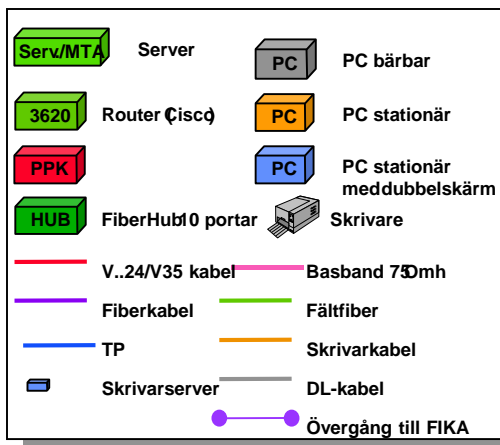 Serv./MTA Server
PC PC bärbar
3620 Router (Cisco)
PC PC stationär
PPK
PC PC stationär
meddubbelskärm
HUB FiberHub10 portar
Skrivare
V..24/V35 kabel
Basband 75Omh
Fiberkabel
Fältfiber
TP
Skrivarkabel
Skrivarserver
DL-kabel
Övergång till FIKA